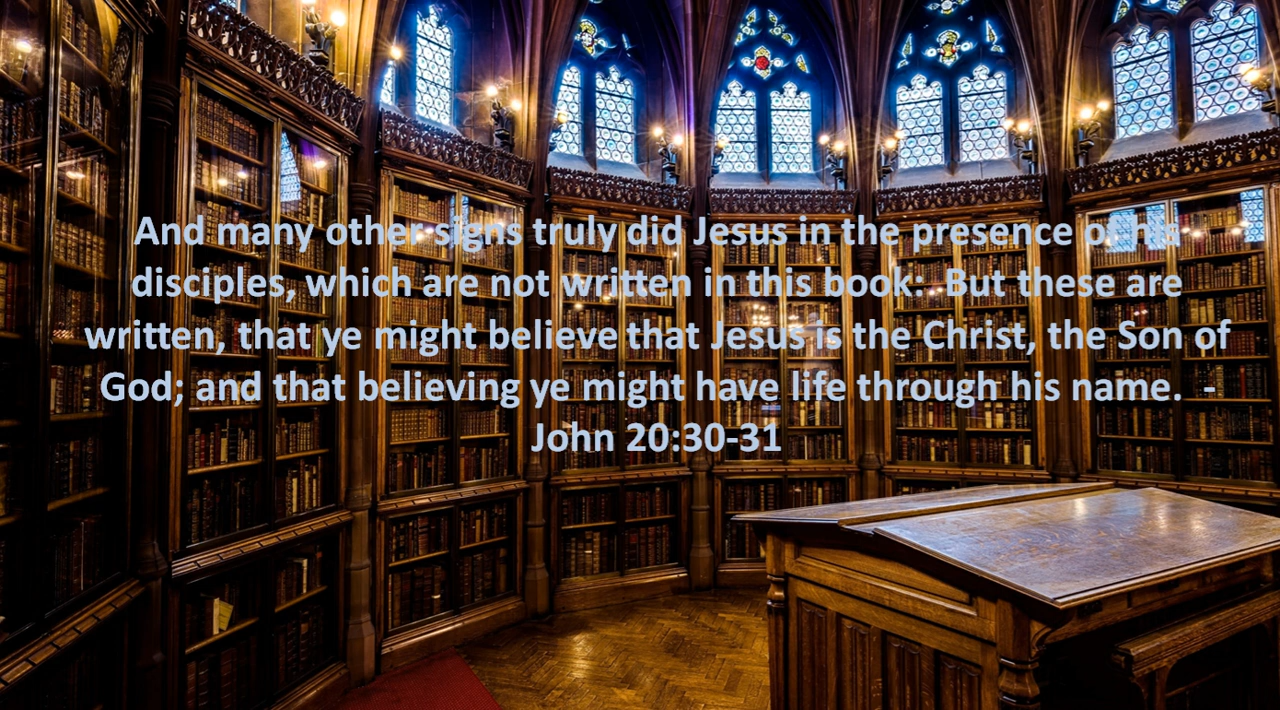 And many other signs truly did Jesus in the presence of his
disciples, which are not written in this book:  But these are
written, that ye might believe that Jesus is the Christ, the Son of
God; and that believing ye might have life through his name.  -
John 20:30-31